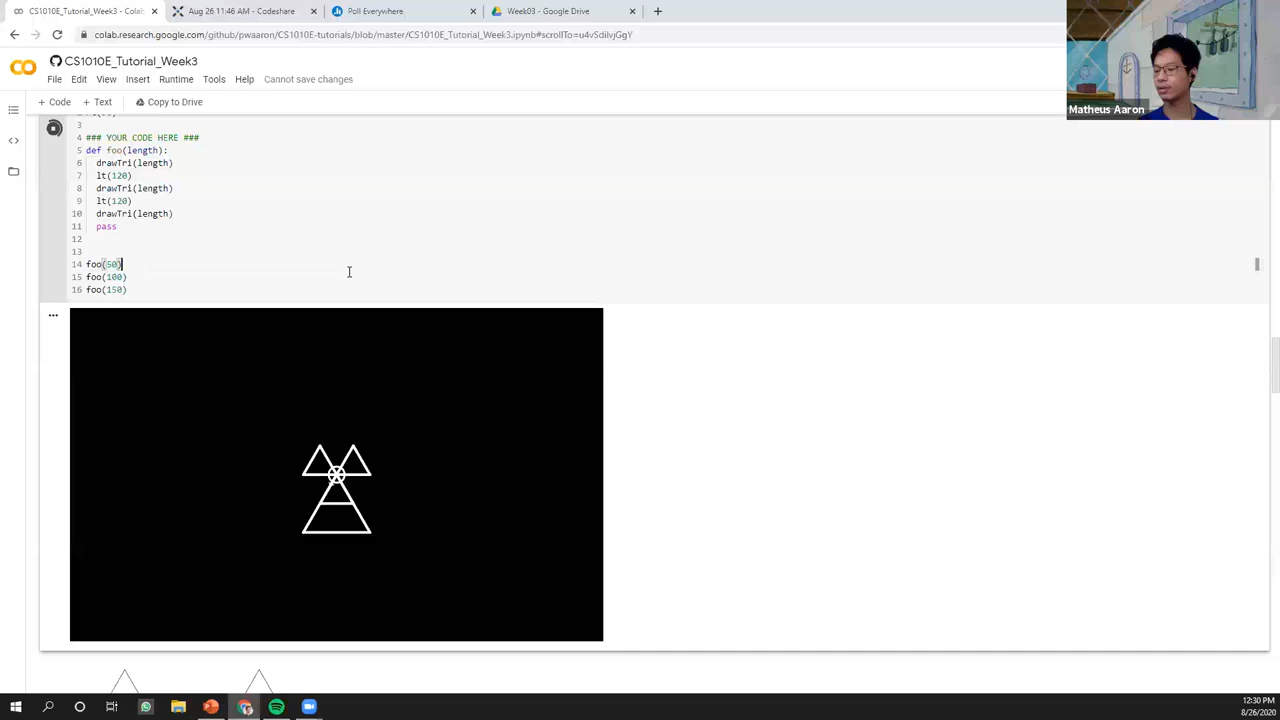 CS1010E_Tutorial_Week3 - Colab
Aug 26 11:46 AM - Codeshare
Poll Everywhere
Week03 - Google Drive
colab.research.google.com/github/pwaaron/CS1010E-tutorials/blob/master/CS1010E_Tutorial_Week3.ipynb#scrollTo=u4vSdilvjGgY
CS1010E_Tutorial_Week3
File Edit View Insert Runtime Tools Help Cannot save changes
+ Code + Text Copy to Drive
Matheus Aaron
3
4 ### YOUR CODE HERE ###
5 def foo(length):
6 drawTri(length)
7 lt(120)
8 drawTri(length)
9 lt(120)
10 drawTri(length)
11 pass
12
13
14 foo(50)
15 foo(100)
16 foo(150)
12:30 PM
8/26/2020